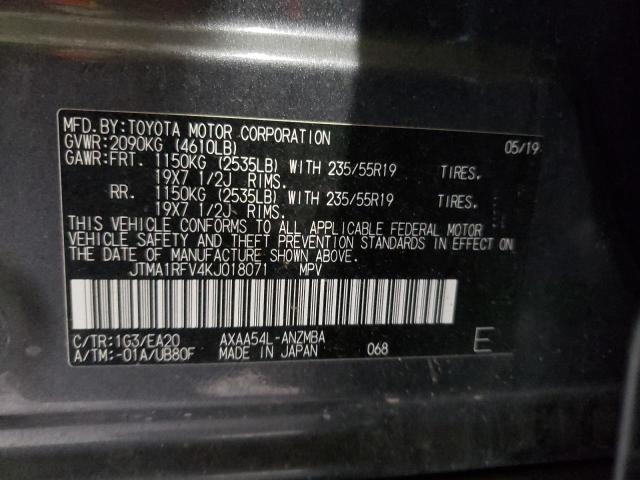 MFD.BY:TOYOTA MOTOR CORPORATION 05/19
GVWR:2090KG (4610LB)
GAWR:FRT. 1150KG (2535LB) WITH 235/55R19 TIRES.
19X7 1/2J RIMS.
RR. 1150KG (2535LB) WITH 235/55R19 TIRES.
19X7 1/2J RIMS.
THIS VEHICLE CONFORMS TO ALL APPLICABLE FEDERAL MOTOR
VEHICLE SAFETY AND THEFT PREVENTION STANDARDS IN EFFECT ON
THE DATE OF MANUFACTURE SHOWN ABOVE.
JTMA1RFV4KJ018071 MPV
C/TR:1G3/EA20 AXAA54L-ANZMBA
A/TM:-01A/UB80F MADE IN JAPAN 068 E